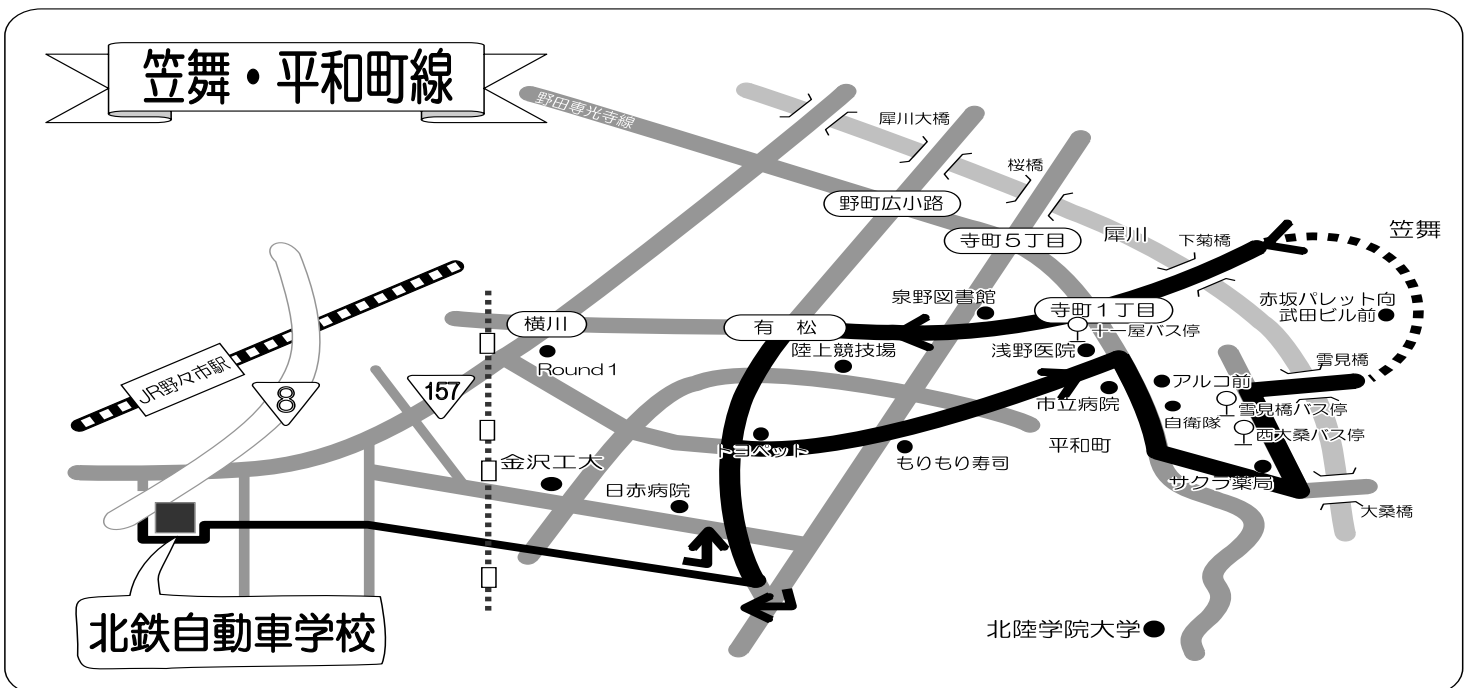 笠舞・平和町線
野田専光寺線
犀川大橋
桜橋
野町広小路
寺町5丁目
犀川
下菊橋
笠舞
泉野図書館
寺町1丁目
赤坂パレット向
武田ビル前
横川
有 松
十一屋バス停
陸上競技場
浅野医院
雪見橋
Round1
JR野々市駅
8
157
市立病院
アルコ前
自衛隊
雪見橋バス停
西大桑バス停
トヨペット
平和町
もりもり寿司
金沢工大
日赤病院
サクラ薬局
大桑橋
北鉄自動車学校
北陸学院大学